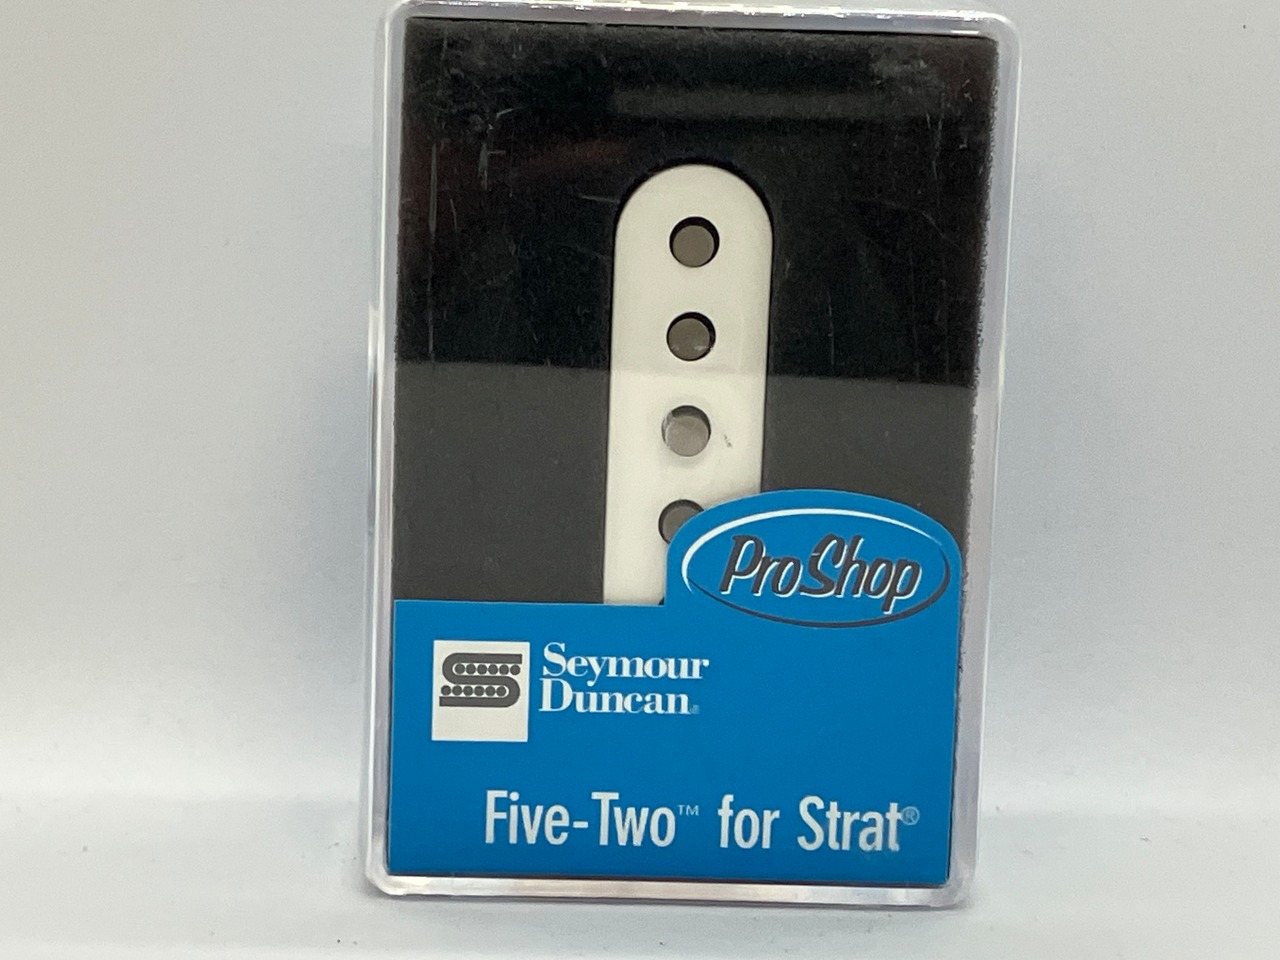 ProShop
Seymour
Duncan®
Five-Two™ for Strat®